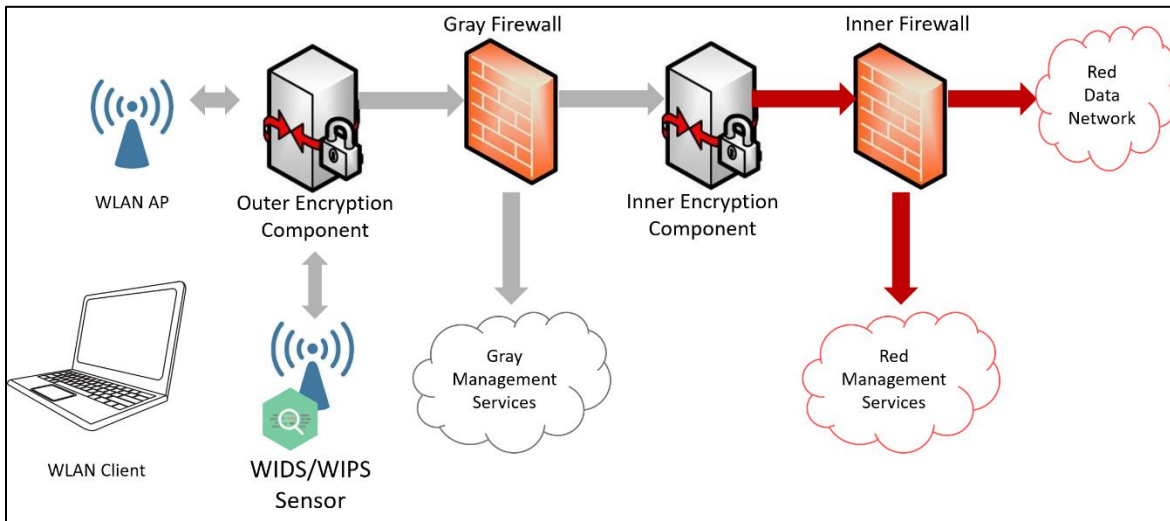 Gray Firewall
Inner Firewall
Red
Data
Network
WLAN AP
Outer Encryption
Component
Inner Encryption
Component
Gray
Management
Services
Red
Management
Services
WLAN Client
WIDS/WIPS
Sensor